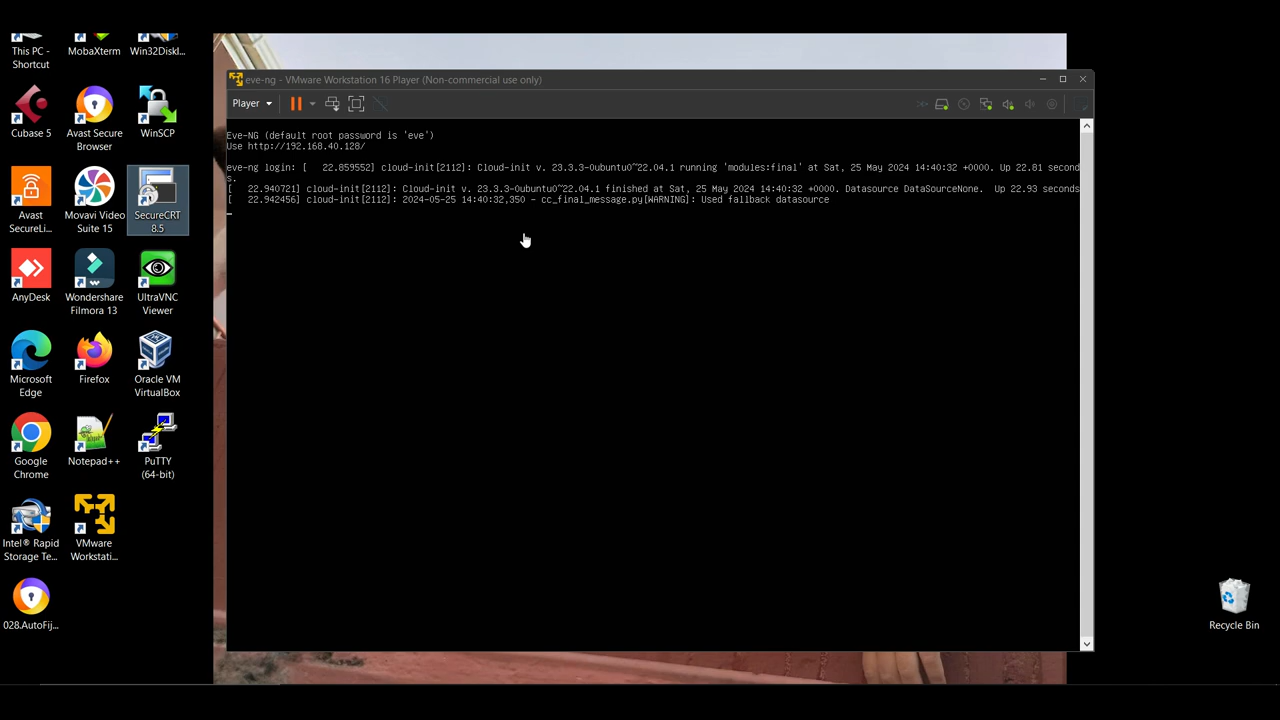 This PC -
Shortcut
MobaXterm
Win32DiskI...
Cubase 5
Avast Secure
Browser
WinSCP
Avast
SecureLi...
Movavi Video
Suite 15
SecureCRT
8.5
AnyDesk
Wondershare
Filmora 13
UltraVNC
Viewer
Microsoft
Edge
Firefox
Oracle VM
VirtualBox
Google
Chrome
Notepad++
PuTTY
(64-bit)
Intel® Rapid
Storage Te...
VMware
Workstati...
028.AutoFij...
eve-ng - VMware Workstation 16 Player (Non-commercial use only)
Player
Eve-NG (default root password is 'eve')
Use http://192.168.40.128/
eve-ng login: [   22.859552] cloud-init[2112]: Cloud-init v. 23.3.3-0ubuntu0~22.04.1 running 'modules:final' at Sat, 25 May 2024 14:40:32 +0000. Up 22.81 second
s.
[   22.940721] cloud-init[2112]: Cloud-init v. 23.3.3-0ubuntu0~22.04.1 finished at Sat, 25 May 2024 14:40:32 +0000. Datasource DataSourceNone.  Up 22.93 seconds
[   22.942456] cloud-init[2112]: 2024-05-25 14:40:32,350 - cc_final_message.py[WARNING]: Used fallback datasource
Recycle Bin